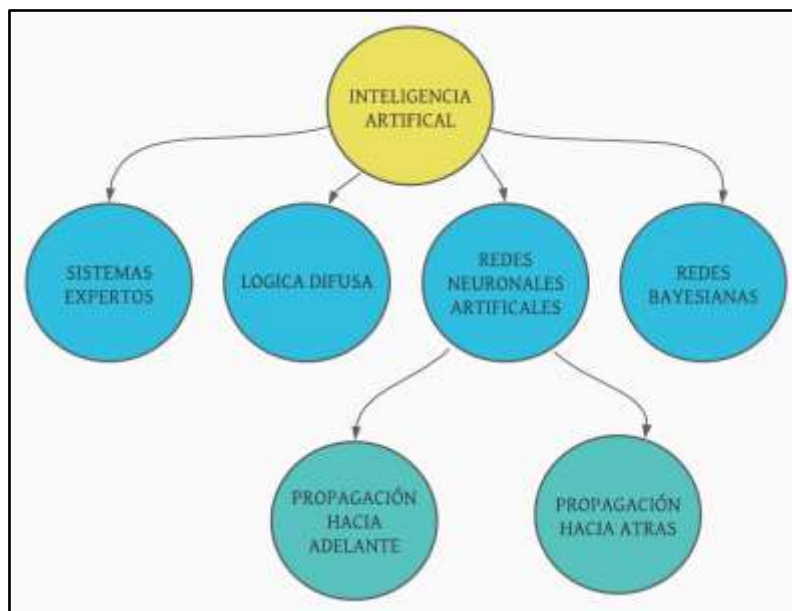 INTELIGENCIA
ARTIFICAL
SISTEMAS
EXPERTOS
LOGICA DIFUSA
REDES
NEURONALES
ARTIFICALES
REDES
BAYESIANAS
PROPAGACIÓN
HACIA
ADELANTE
PROPAGACIÓN
HACIA ATRAS